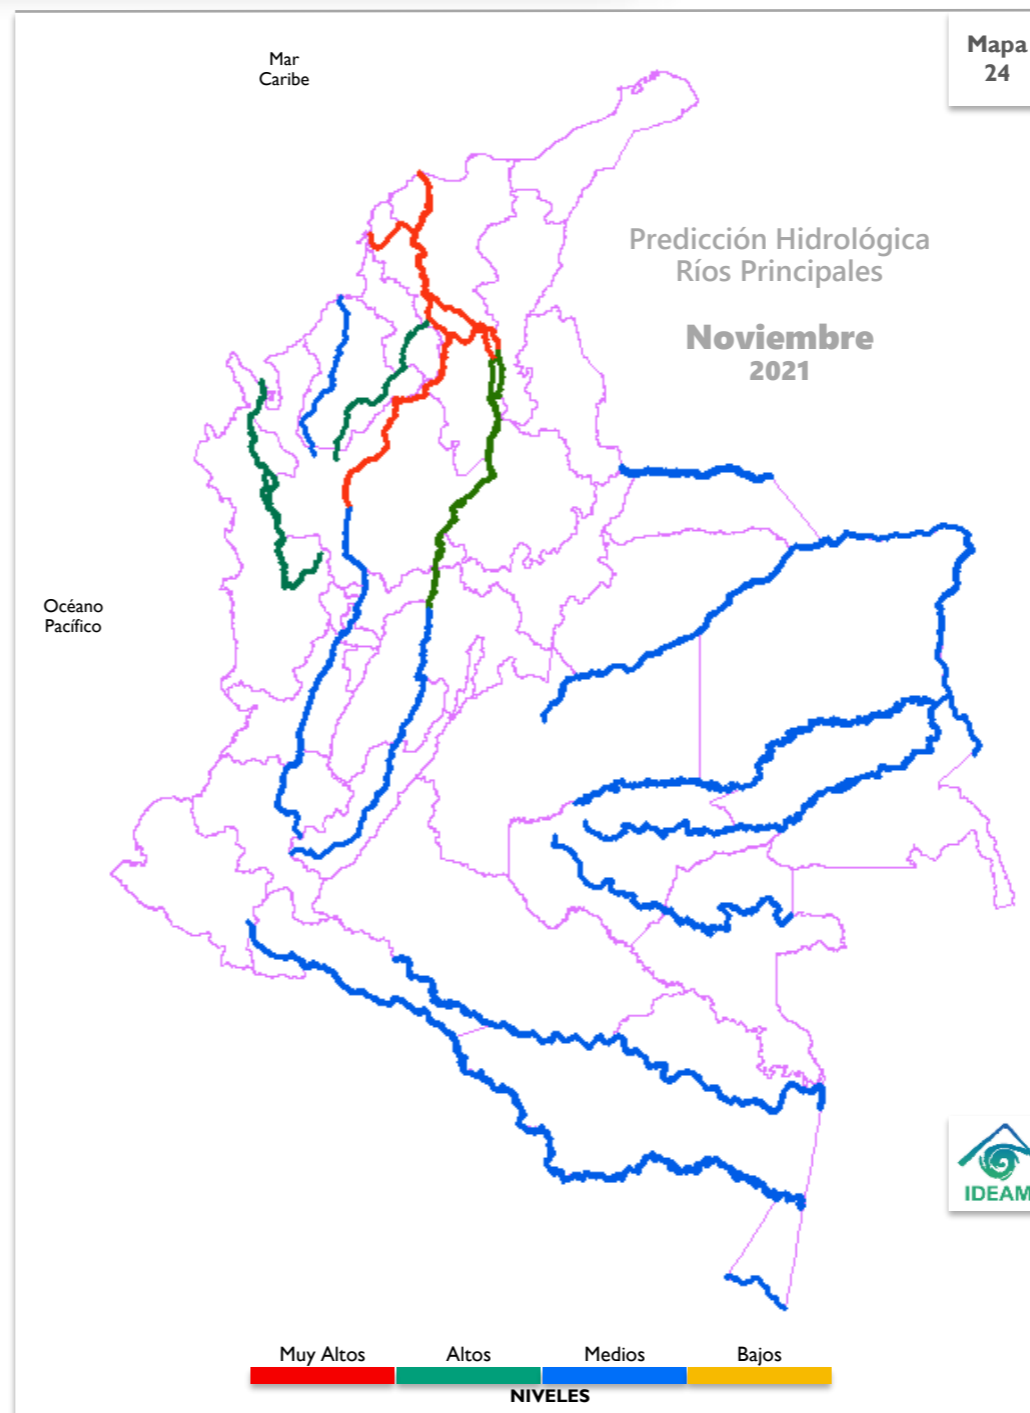 Mapa
24
Mar
Caribe
Predicción Hidrológica
Ríos Principales
Noviembre
2021
Océano
Pacífico
IDEAM
Muy Altos Altos Medios Bajos
NIVELES